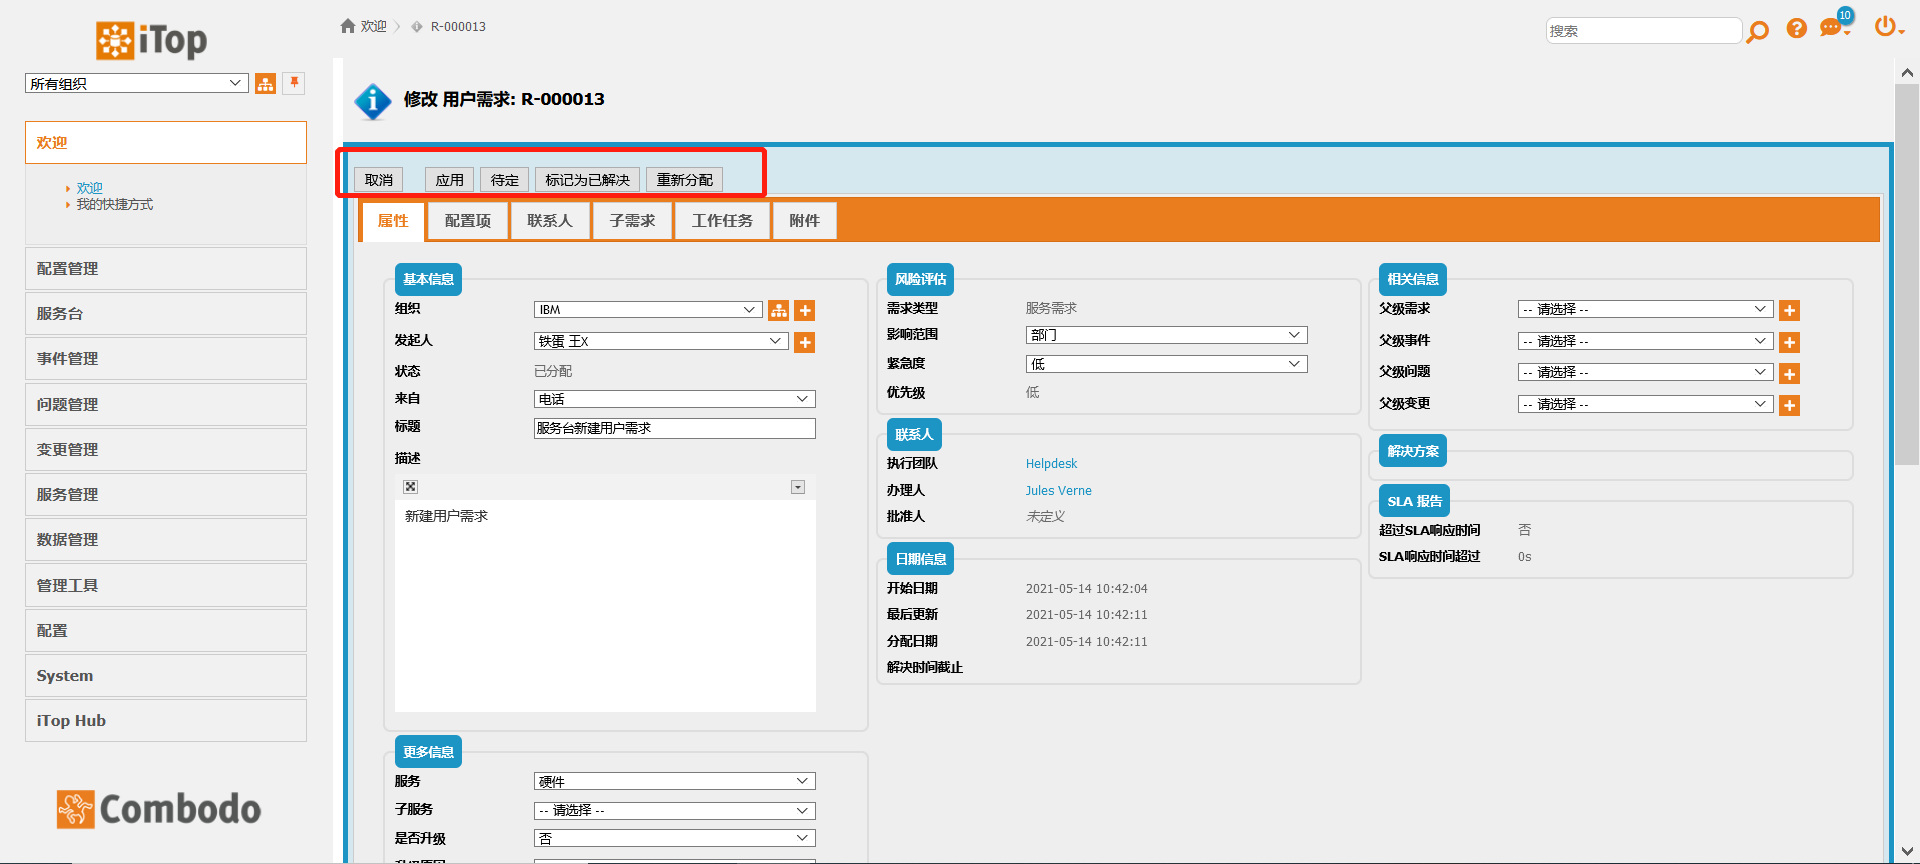 iTop
所有组织
欢迎
欢迎
我的快捷方式
配置管理
服务台
事件管理
问题管理
变更管理
服务管理
数据管理
管理工具
配置
System
iTop Hub
Combodo
欢迎 R-000013
搜索
10
修改 用户需求: R-000013
取消 应用 待定 标记为已解决 重新分配
属性 配置项 联系人 子需求 工作任务 附件
基本信息
组织 IBM
发起人 铁蛋 王X
状态 已分配
来自 电话
标题 服务台新建用户需求
描述
新建用户需求
更多信息
服务 硬件
子服务 -- 请选择 --
是否升级 否
风险评估
需求类型 服务需求
影响范围 部门
紧急度 低
优先级 低
联系人
执行团队 Helpdesk
办理人 Jules Verne
批准人 未定义
日期信息
开始日期 2021-05-14 10:42:04
最后更新 2021-05-14 10:42:11
分配日期 2021-05-14 10:42:11
解决时间截止
相关信息
父级需求 -- 请选择 --
父级事件 -- 请选择 --
父级问题 -- 请选择 --
父级变更 -- 请选择 --
解决方案
SLA 报告
超过SLA响应时间 否
SLA响应时间超过 0s